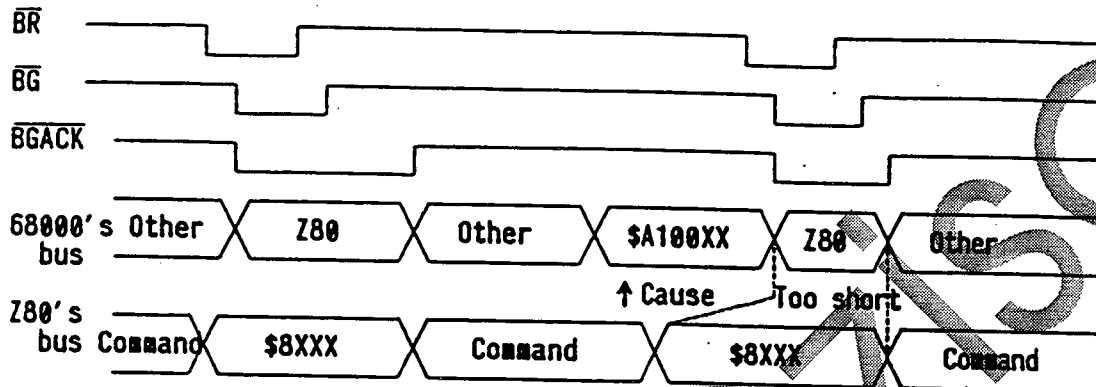 BR
BG
BGACK
68000's bus Other Z80 Other $A100XX Z80 Other
↑ Cause Too short
Z80's bus Command $8XXX Command $8XXX Command